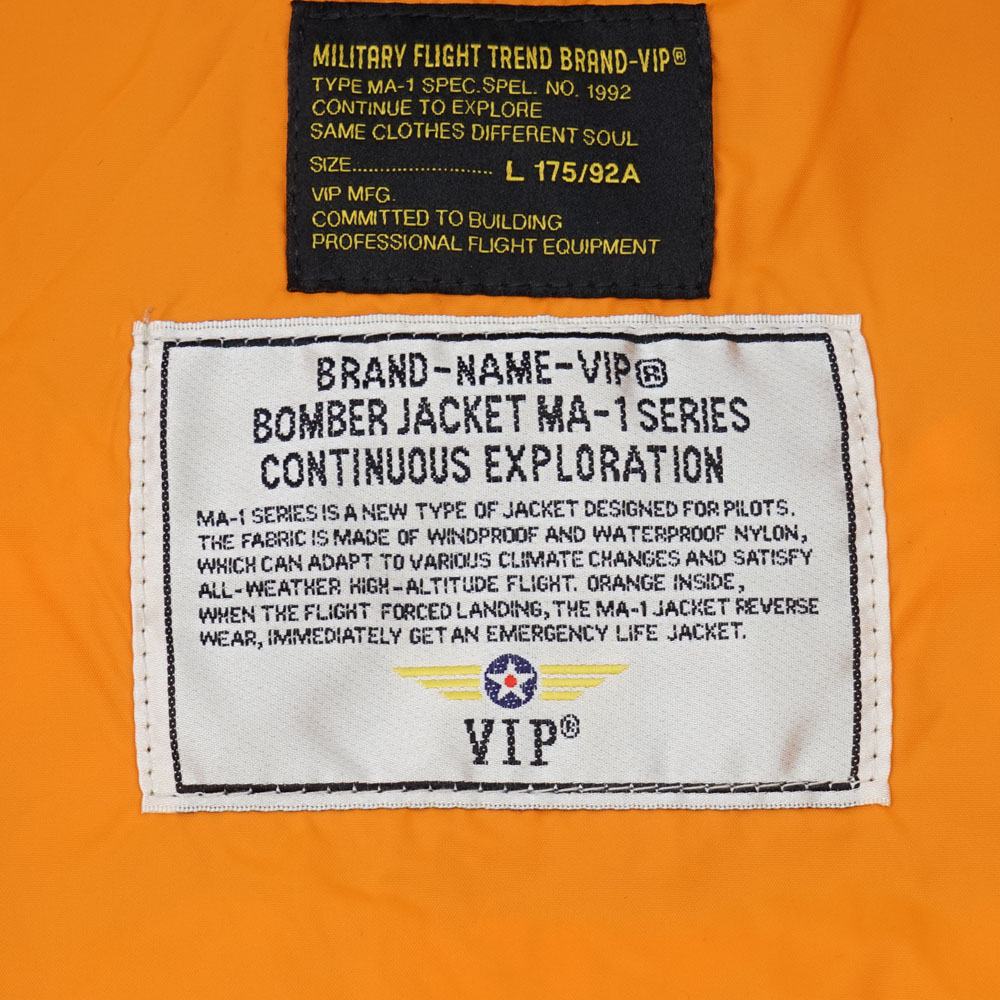 MILITARY FLIGHT TREND BRAND-VIP®
TYPE MA-1 SPEC.SPEL. NO. 1992
CONTINUE TO EXPLORE
SAME CLOTHES DIFFERENT SOUL
SIZE......................... L 175/92A
VIP MFG.
COMMITTED TO BUILDING
PROFESSIONAL FLIGHT EQUIPMENT
BRAND-NAME-VIP®
BOMBER JACKET MA-1 SERIES
CONTINUOUS EXPLORATION
MA-1 SERIES IS A NEW TYPE OF JACKET DESIGNED FOR PILOTS.
THE FABRIC IS MADE OF WINDPROOF AND WATERPROOF NYLON,
WHICH CAN ADAPT TO VARIOUS CLIMATE CHANGES AND SATISFY
ALL-WEATHER HIGH-ALTITUDE FLIGHT. ORANGE INSIDE,
WHEN THE FLIGHT FORCED LANDING, THE MA-1 JACKET REVERSE
WEAR, IMMEDIATELY GET AN EMERGENCY LIFE JACKET.
VIP®